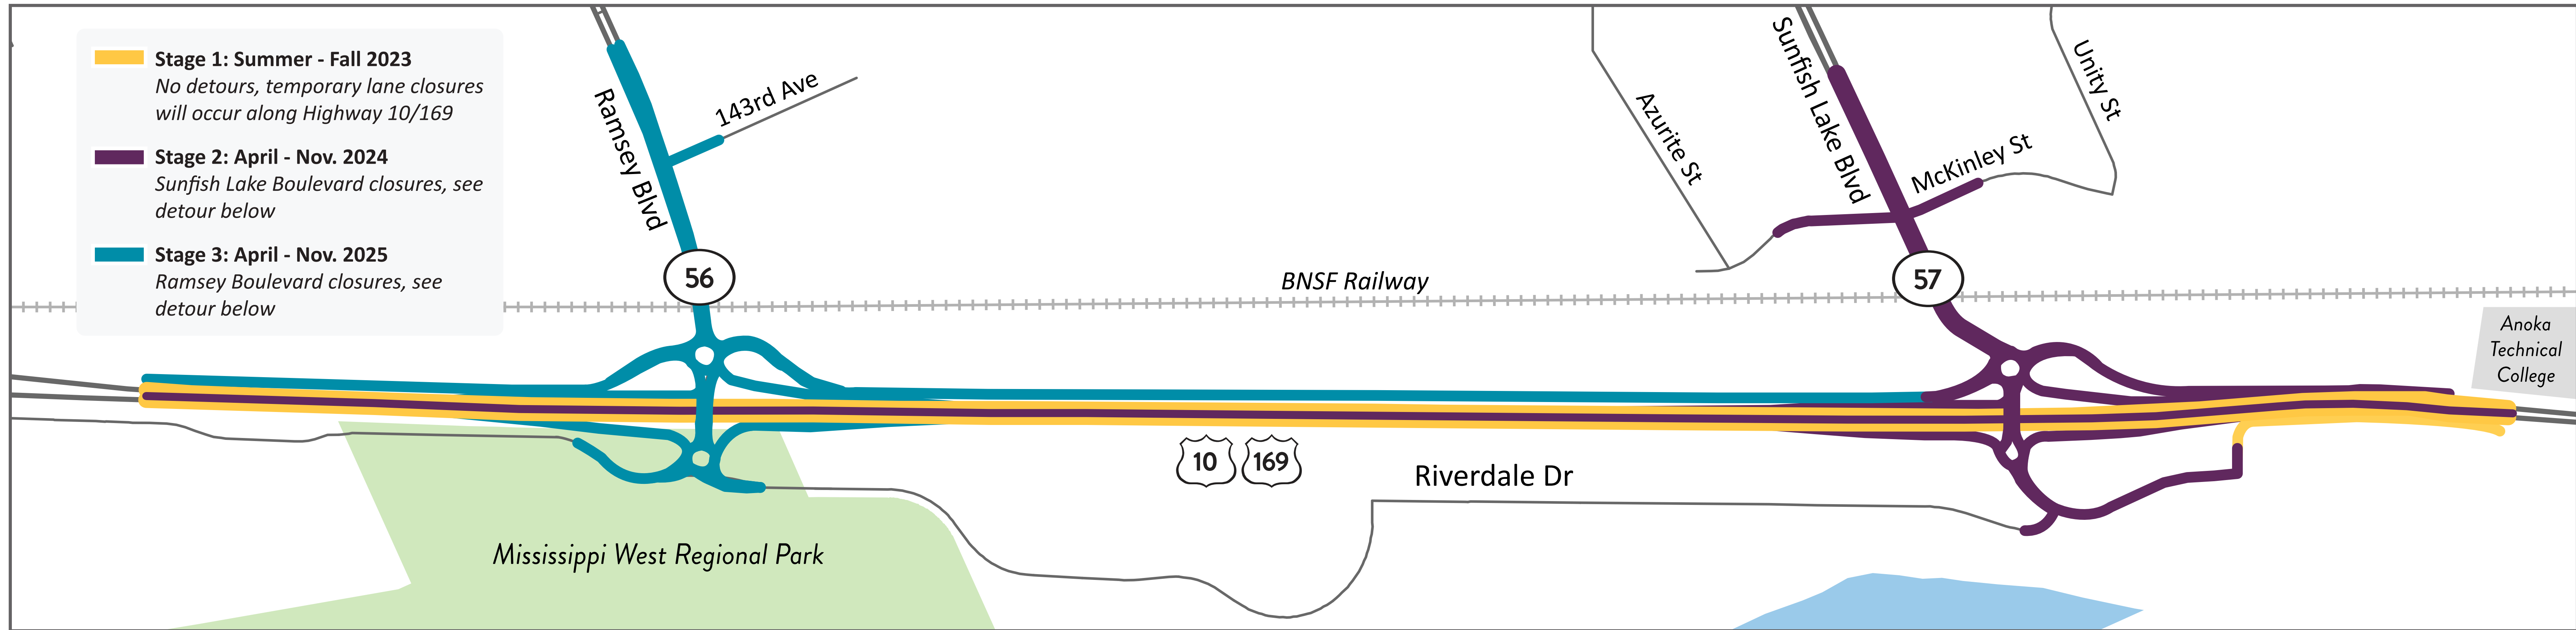 Stage 1: Summer - Fall 2023
No detours, temporary lane closures
will occur along Highway 10/169
Stage 2: April - Nov. 2024
Sunfish Lake Boulevard closures, see
detour below
Stage 3: April - Nov. 2025
Ramsey Boulevard closures, see
detour below
Ramsey Blvd
143rd Ave
56
Azurite St
Sunfish Lake Blvd
McKinley St
Unity St
57
BNSF Railway
Anoka
Technical
College
10
169
Riverdale Dr
Mississippi West Regional Park